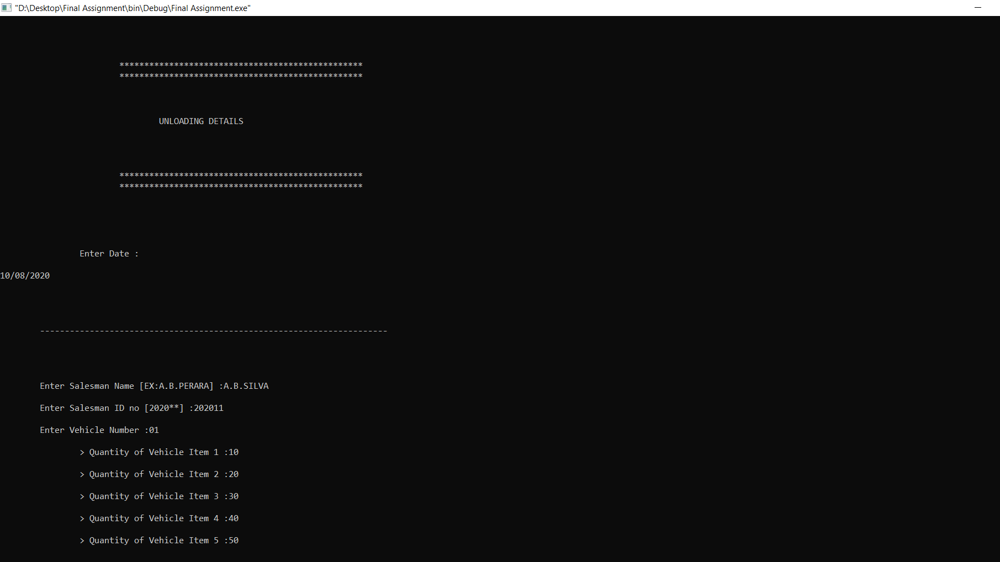 "D:\Desktop\Final Assignment\bin\Debug\Final Assignment.exe"
*************************************************
*************************************************
UNLOADING DETAILS
*************************************************
*************************************************
Enter Date :
10/08/2020
----------------------------------------------------------------------
Enter Salesman Name [EX:A.B.PERARA] :A.B.SILVA
Enter Salesman ID no [2020**] :202011
Enter Vehicle Number :01
> Quantity of Vehicle Item 1 :10
> Quantity of Vehicle Item 2 :20
> Quantity of Vehicle Item 3 :30
> Quantity of Vehicle Item 4 :40
> Quantity of Vehicle Item 5 :50